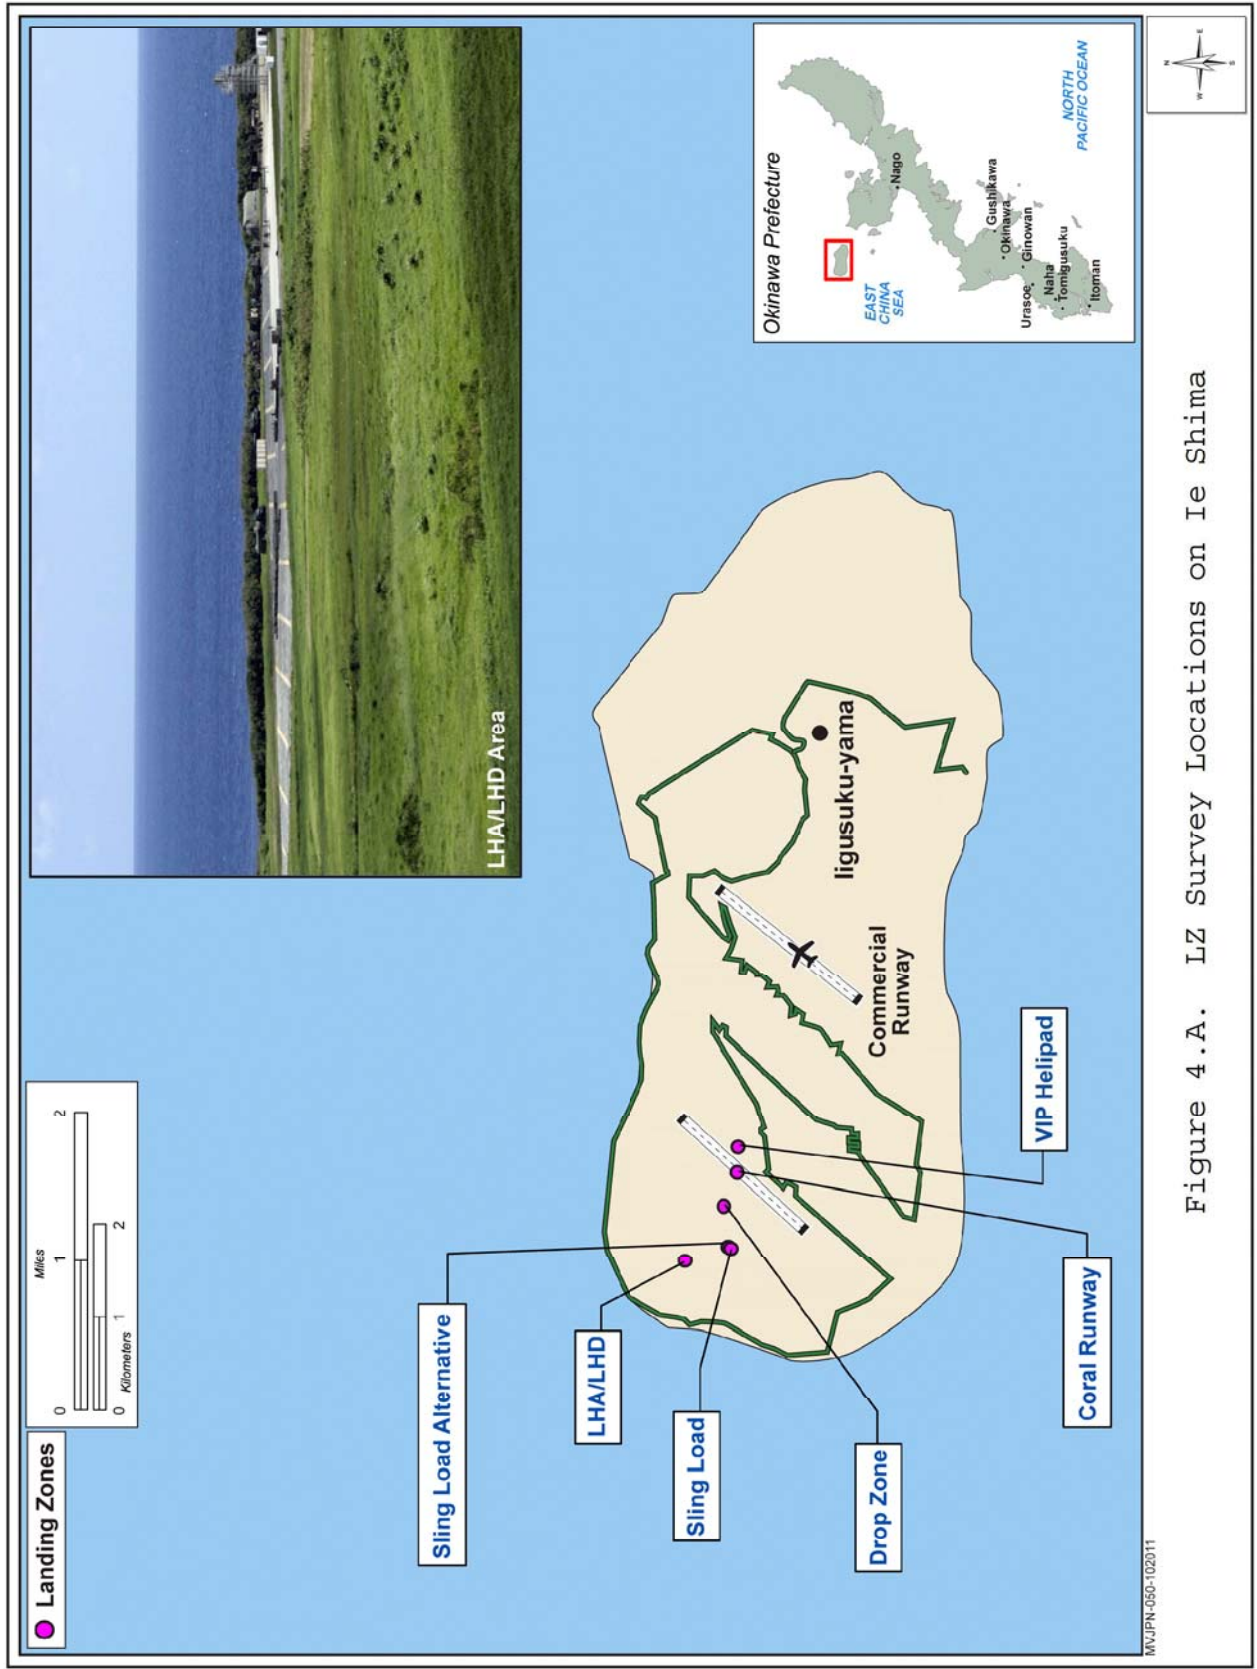 Landing Zones
Miles
0 1 2
0 1 2
Kilometers
LHA/LHD Area
Sling Load Alternative
LHA/LHD
Sling Load
Drop Zone
Coral Runway
VIP Helipad
Commercial
Runway
Iigusuku-yama
Okinawa Prefecture
EAST
CHINA
SEA
Nago
Gushikawa
Okinawa
Ginowan
Urasoe
Naha
Tomigusuku
Itoman
NORTH
PACIFIC OCEAN
N
W E
S
MVJPN-050-102011
Figure 4.A. LZ Survey Locations on Ie Shima